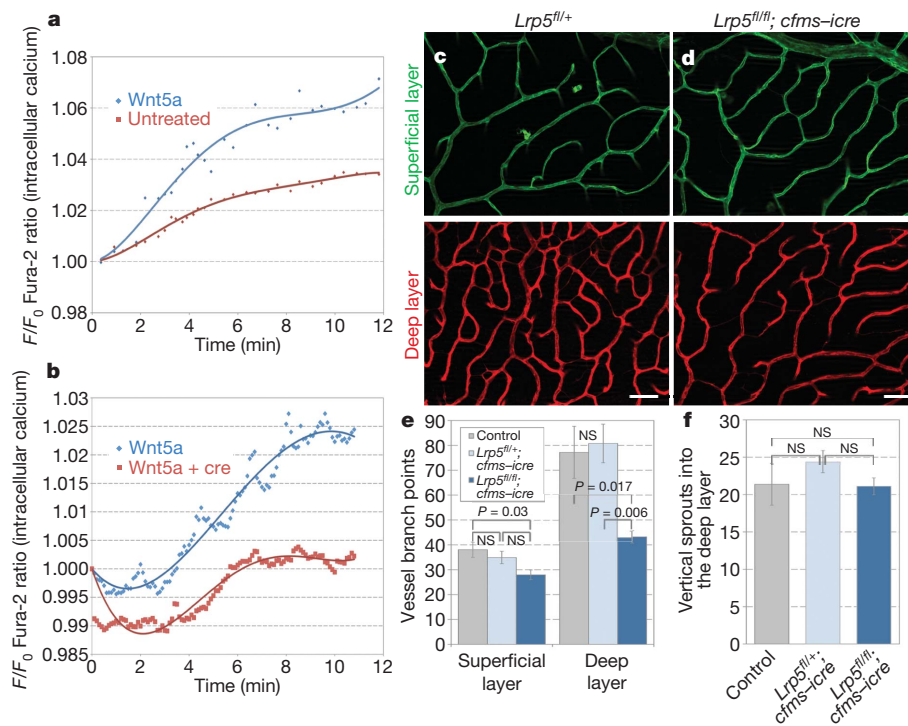 a
F/F0 Fura-2 ratio (intracellular calcium)
1.08
1.06
1.04
1.02
1.00
0.98
Wnt5a
Untreated
0 2 4 6 8 10 12
Time (min)
b
F/F0 Fura-2 ratio (intracellular calcium)
1.03
1.025
1.02
1.015
1.01
1.005
1.000
0.995
0.99
0.985
Wnt5a
Wnt5a + cre
0 2 4 6 8 10 12
Time (min)
Lrp5fl/+
Lrp5fl/fl; cfms–icre
c
d
Superficial layer
Deep layer
e
Vessel branch points
90
80
70
60
50
40
30
20
10
0
Control
Lrp5fl/+;
cfms–icre
Lrp5fl/fl;
cfms–icre
P = 0.03
NS
NS
NS
P = 0.017
P = 0.006
Superficial
layer
Deep
layer
f
Vertical sprouts into
the deep layer
30
25
20
15
10
5
0
NS
NS
NS
Control
Lrp5fl/+;
cfms–icre
Lrp5fl/fl;
cfms–icre